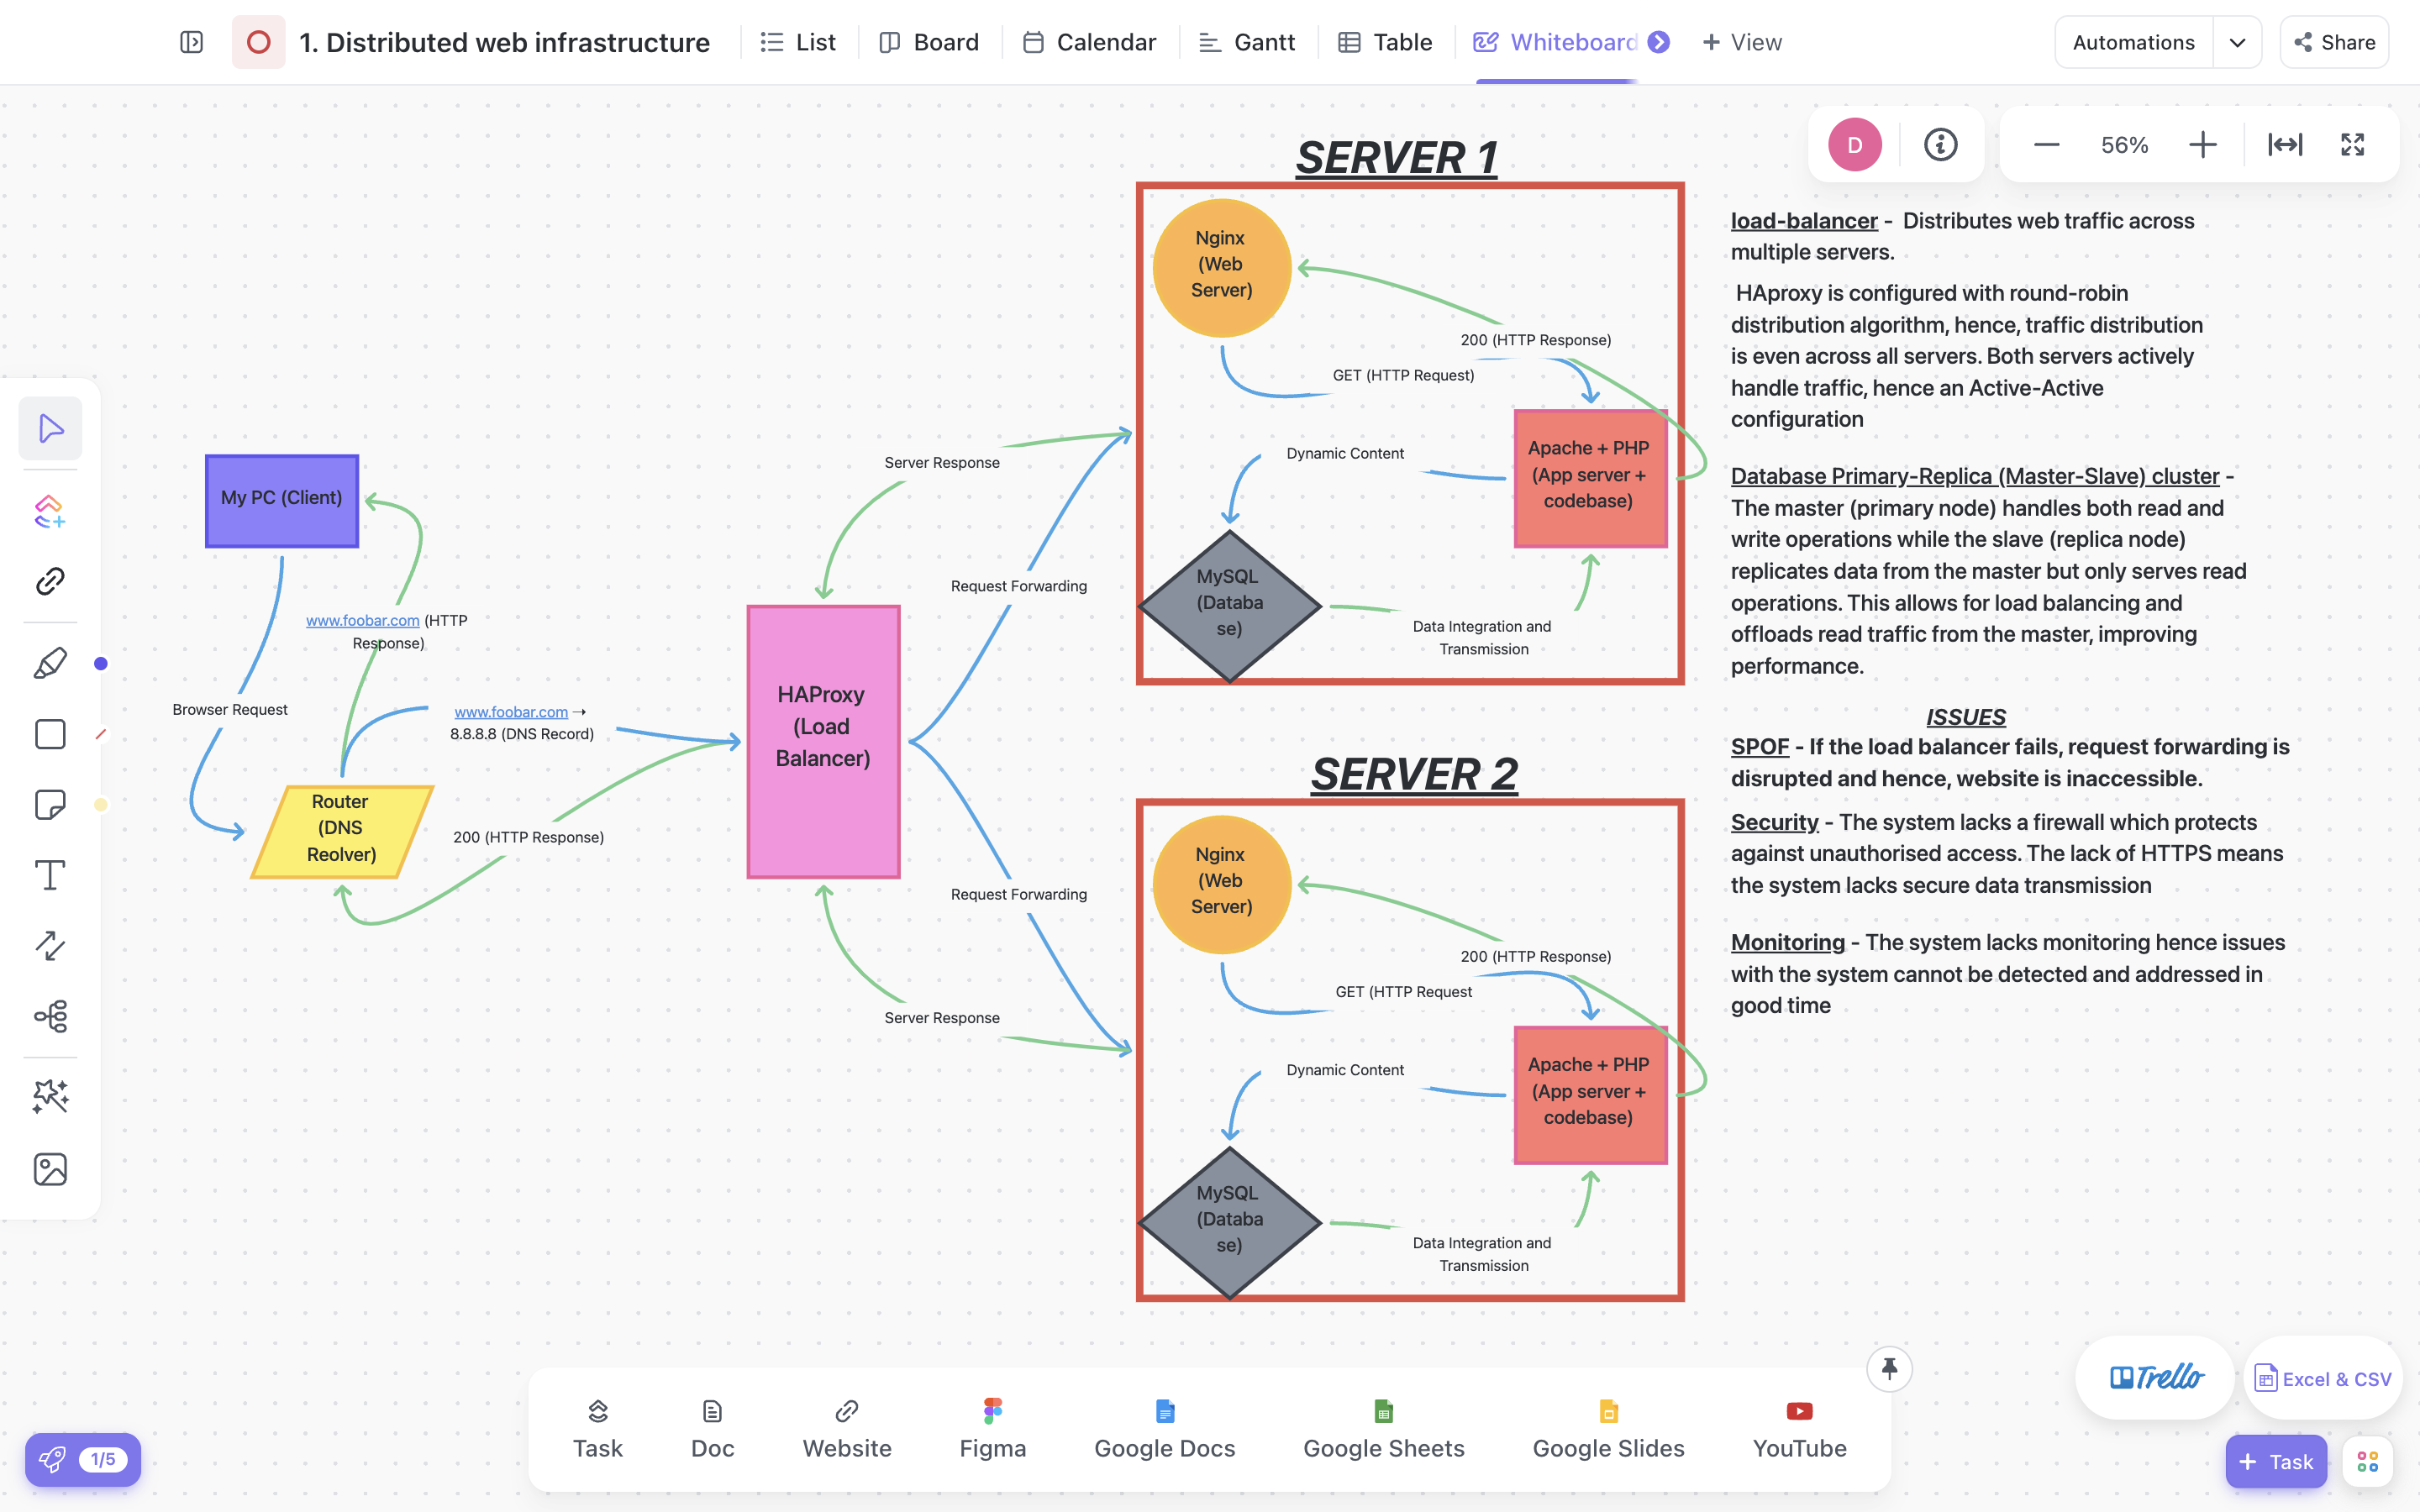 1. Distributed web infrastructure
List
Board
Calendar
Gantt
Table
Whiteboard
+ View
Automations
Share
D
56%
SERVER 1
Nginx
(Web
Server)
200 (HTTP Response)
GET (HTTP Request)
Dynamic Content
Apache + PHP
(App server +
codebase)
MySQL
(Databa
se)
Data Integration and
Transmission
My PC (Client)
www.foobar.com (HTTP
Response)
Browser Request
www.foobar.com →
8.8.8.8 (DNS Record)
Router
(DNS
Reolver)
200 (HTTP Response)
HAProxy
(Load
Balancer)
Server Response
Request Forwarding
Request Forwarding
Server Response
SERVER 2
Nginx
(Web
Server)
200 (HTTP Response)
GET (HTTP Request
Dynamic Content
Apache + PHP
(App server +
codebase)
MySQL
(Databa
se)
Data Integration and
Transmission
load-balancer - Distributes web traffic across
multiple servers.
HAproxy is configured with round-robin
distribution algorithm, hence, traffic distribution
is even across all servers. Both servers actively
handle traffic, hence an Active-Active
configuration
Database Primary-Replica (Master-Slave) cluster -
The master (primary node) handles both read and
write operations while the slave (replica node)
replicates data from the master but only serves read
operations. This allows for load balancing and
offloads read traffic from the master, improving
performance.
ISSUES
SPOF - If the load balancer fails, request forwarding is
disrupted and hence, website is inaccessible.
Security - The system lacks a firewall which protects
against unauthorised access. The lack of HTTPS means
the system lacks secure data transmission
Monitoring - The system lacks monitoring hence issues
with the system cannot be detected and addressed in
good time
Trello
Excel & CSV
1/5
Task
Doc
Website
Figma
Google Docs
Google Sheets
Google Slides
YouTube
+ Task